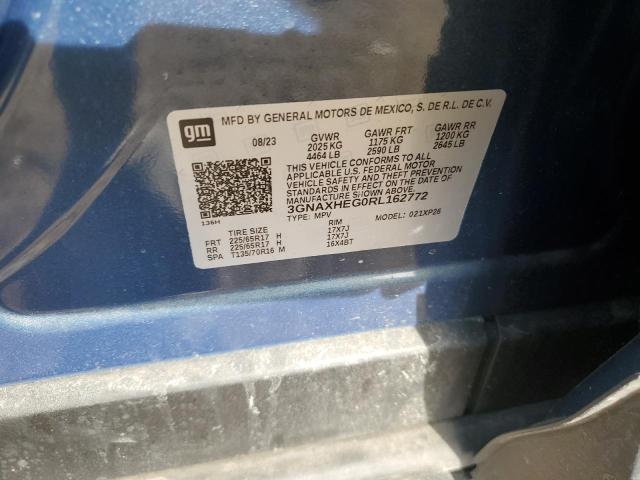 gm
MFD BY GENERAL MOTORS DE MEXICO, S. DE R.L. DE C.V.
08/23 GVWR GAWR FRT GAWR RR
2025 KG 1175 KG 1200 KG
4464 LB 2590 LB 2645 LB
THIS VEHICLE CONFORMS TO ALL
APPLICABLE U.S. FEDERAL MOTOR
VEHICLE SAFETY AND THEFT PREVENTION
STANDARDS IN EFFECT ON THE DATE OF
MANUFACTURE SHOWN ABOVE.
3GNAXHEG0RL162772
136H
TYPE: MPV MODEL: 021XP26
TIRE SIZE RIM
FRT 225/65R17 H 17X7J
RR 225/65R17 H 17X7J
SPA T135/70R16 M 16X4BT